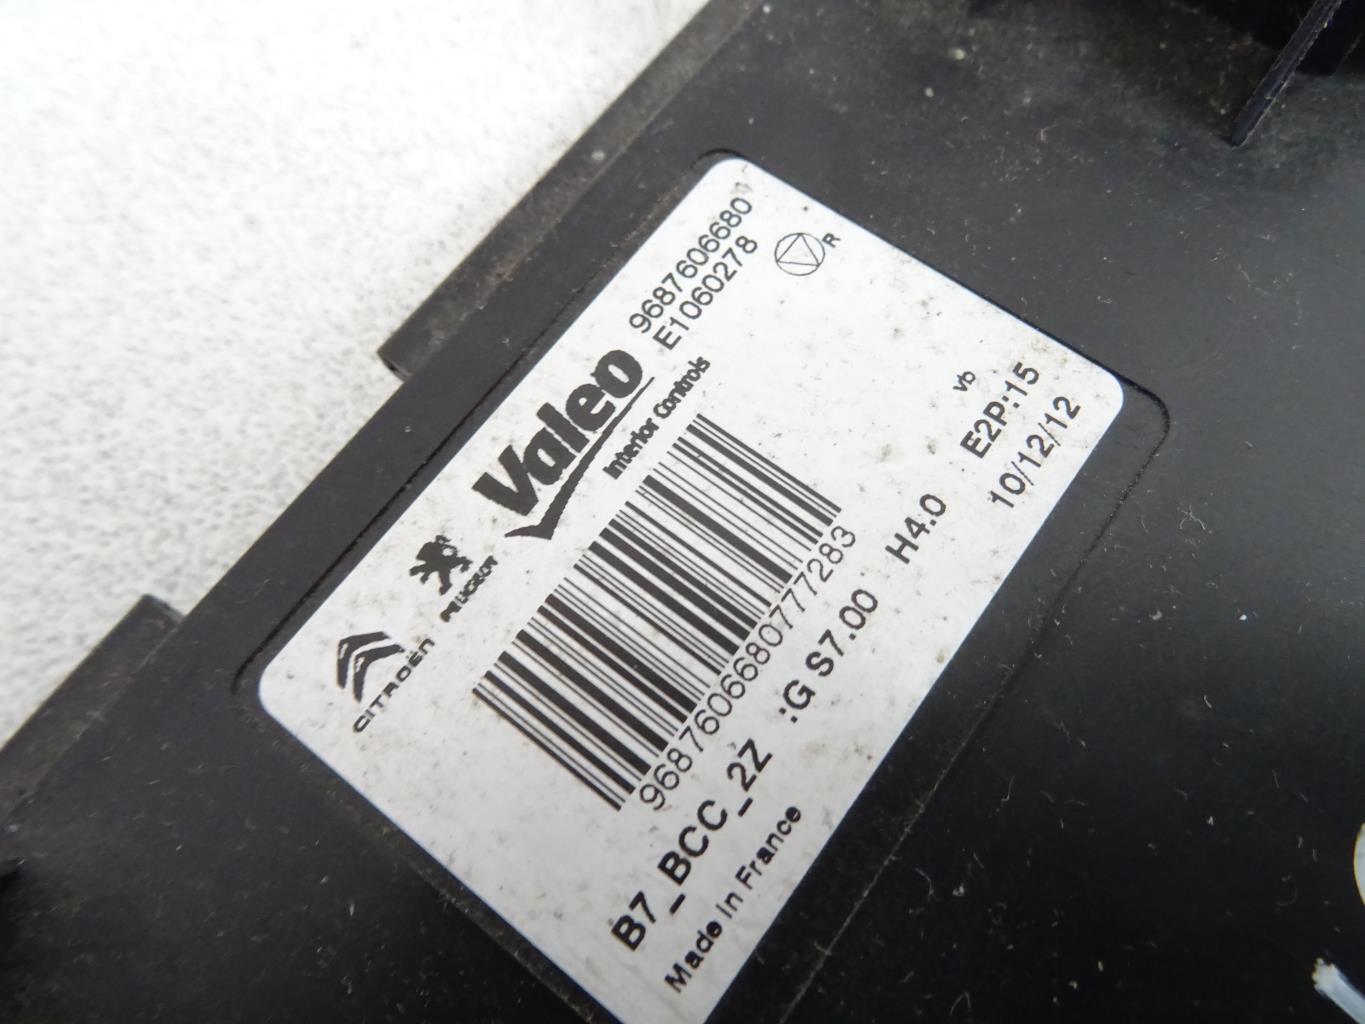 CITROËN
PEUGEOT
Valeo
Interior Controls
9687606680
E1060278
R
9687606680777283
B7_BCC_2Z :G S7.00 H4.0
vb
E2P:15
10/12/12
Made in France